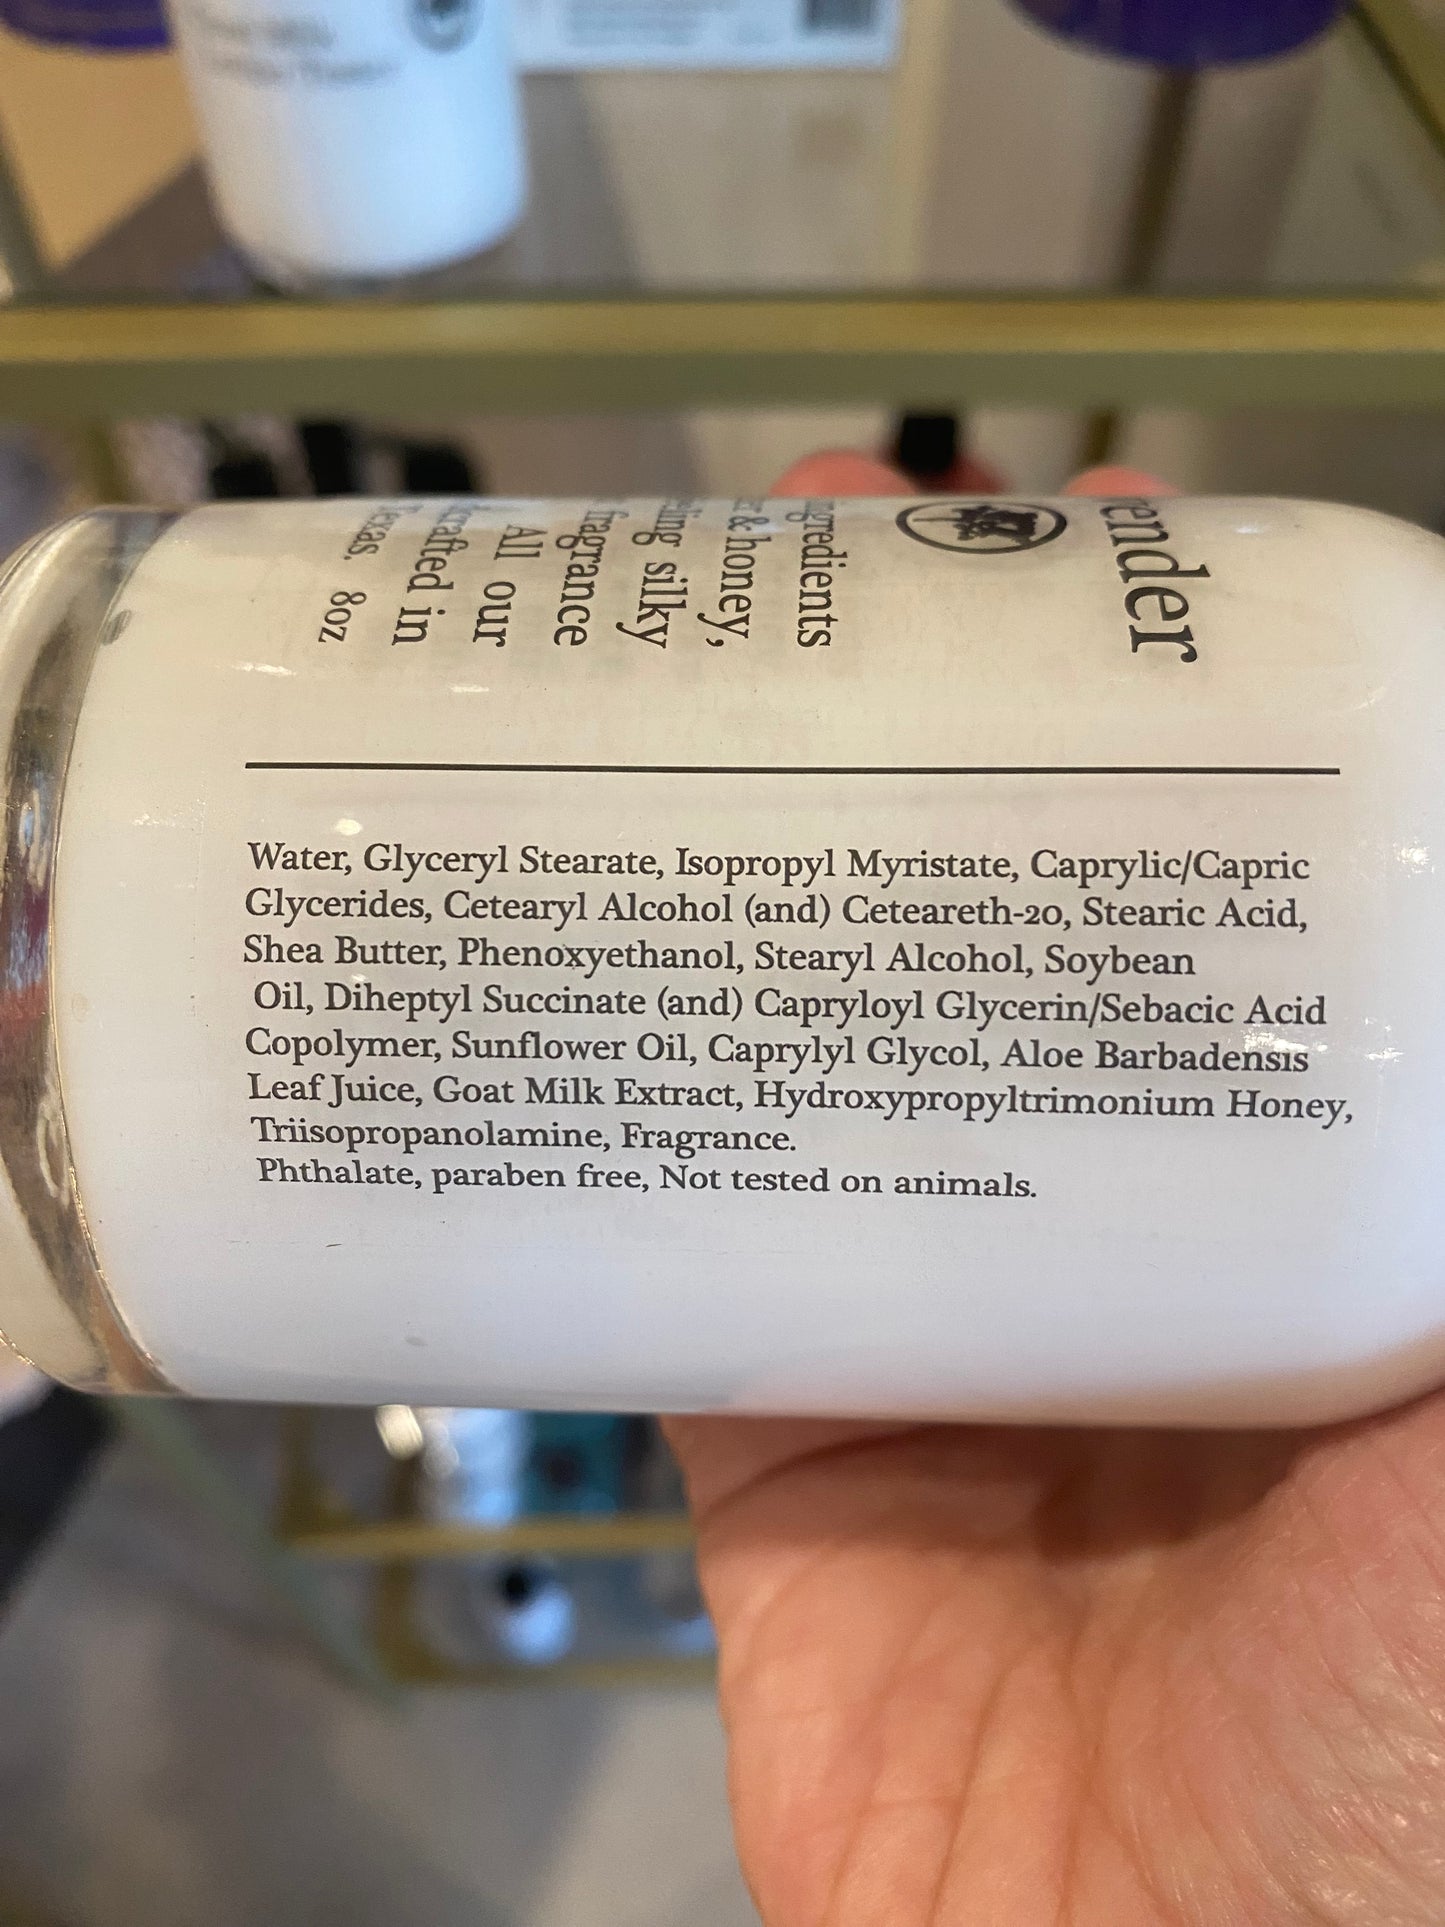 Water, Glyceryl Stearate, Isopropyl Myristate, Caprylic/Capric
Glycerides, Cetearyl Alcohol (and) Ceteareth-20, Stearic Acid,
Shea Butter, Phenoxyethanol, Stearyl Alcohol, Soybean
Oil, Diheptyl Succinate (and) Capryloyl Glycerin/Sebacic Acid
Copolymer, Sunflower Oil, Caprylyl Glycol, Aloe Barbadensis
Leaf Juice, Goat Milk Extract, Hydroxypropyltrimonium Honey,
Triisopropanolamine, Fragrance.
Phthalate, paraben free, Not tested on animals.
ender
ingredients
& honey,
silky
fragrance
All our
in
Texas. 8oz